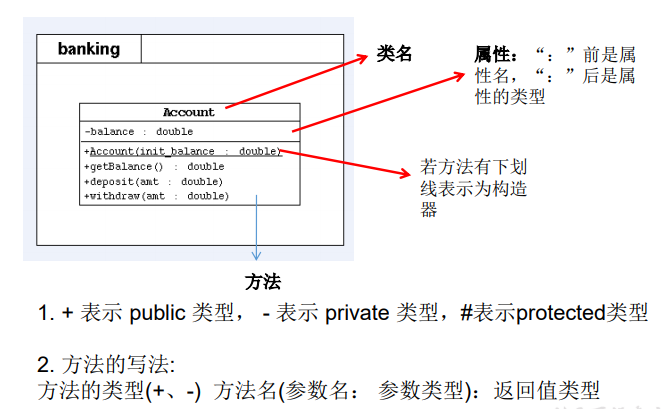 banking
类名
属性：“：”前是属
性名，“：”后是属
性的类型
Account
-balance : double
+Account(init_balance : double)
+getBalance() : double
+deposit(amt : double)
+withdraw(amt : double)
若方法有下划
线表示为构造
器
方法
1. + 表示 public 类型， - 表示 private 类型，#表示protected类型
2. 方法的写法:
方法的类型(+、-) 方法名(参数名： 参数类型)：返回值类型